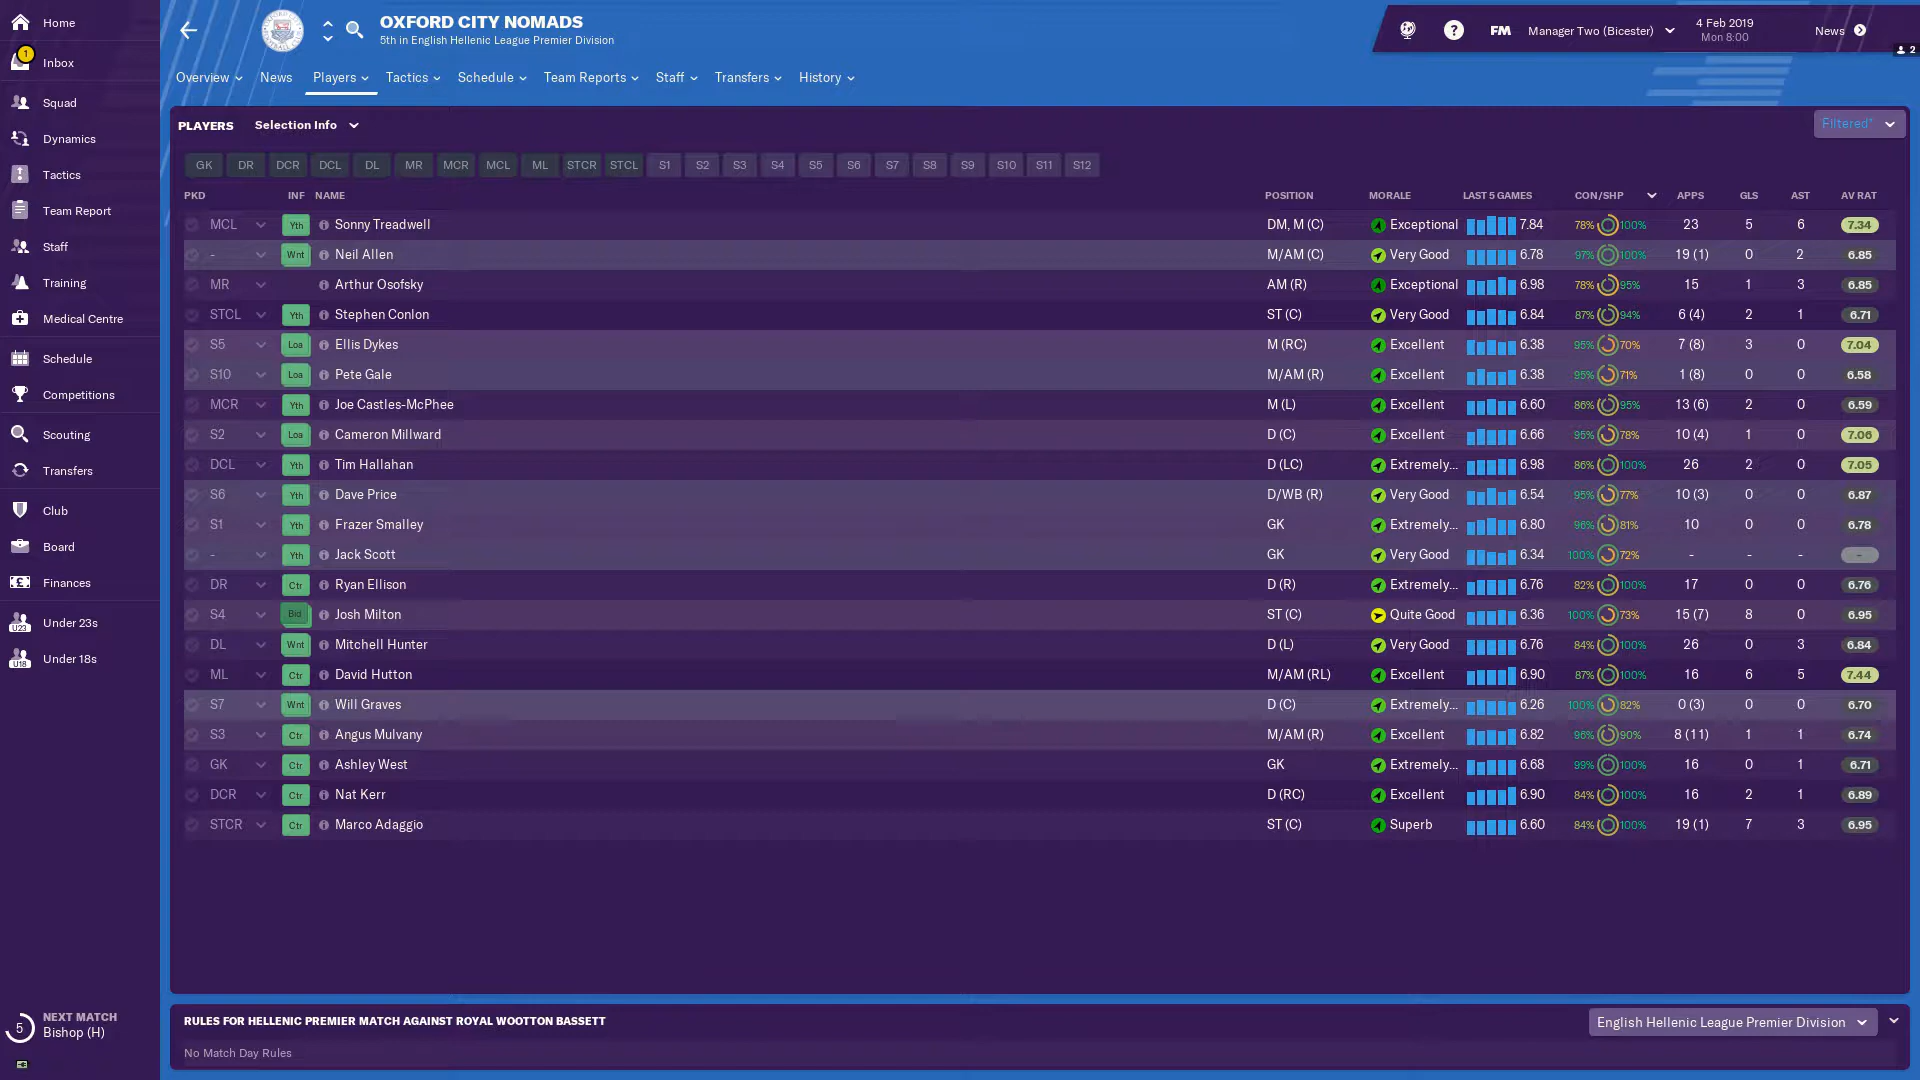 Home
1
Inbox
Squad
Dynamics
Tactics
Team Report
Staff
Training
Medical Centre
Schedule
Competitions
Scouting
Transfers
Club
Board
Finances
U23 Under 23s
U18 Under 18s
5 NEXT MATCH
Bishop (H)
OXFORD CITY NOMADS
5th in English Hellenic League Premier Division
FM Manager Two (Bicester)
4 Feb 2019
Mon 8:00
News
2
Overview News Players Tactics Schedule Team Reports Staff Transfers History
PLAYERS Selection Info Filtered*
GK DR DCR DCL DL MR MCR MCL ML STCR STCL S1 S2 S3 S4 S5 S6 S7 S8 S9 S10 S11 S12
PKD INF NAME POSITION MORALE LAST 5 GAMES CON/SHP APPS GLS AST AV RAT
MCL Yth Sonny Treadwell DM, M (C) Exceptional 7.84 78% 100% 23 5 6 7.34
- Wnt Neil Allen M/AM (C) Very Good 6.78 97% 100% 19 (1) 0 2 6.85
MR Arthur Osofsky AM (R) Exceptional 6.98 78% 95% 15 1 3 6.85
STCL Yth Stephen Conlon ST (C) Very Good 6.84 87% 94% 6 (4) 2 1 6.71
S5 Loa Ellis Dykes M (RC) Excellent 6.38 95% 70% 7 (8) 3 0 7.04
S10 Loa Pete Gale M/AM (R) Excellent 6.38 95% 71% 1 (8) 0 0 6.58
MCR Yth Joe Castles-McPhee M (L) Excellent 6.60 86% 95% 13 (6) 2 0 6.59
S2 Loa Cameron Millward D (C) Excellent 6.66 95% 78% 10 (4) 1 0 7.06
DCL Yth Tim Hallahan D (LC) Extremely... 6.98 86% 100% 26 2 0 7.05
S6 Yth Dave Price D/WB (R) Very Good 6.54 95% 77% 10 (3) 0 0 6.87
S1 Yth Frazer Smalley GK Extremely... 6.80 96% 81% 10 0 0 6.78
- Yth Jack Scott GK Very Good 6.34 100% 72% - - - -
DR Ctr Ryan Ellison D (R) Extremely... 6.76 82% 100% 17 0 0 6.76
S4 Bid Josh Milton ST (C) Quite Good 6.36 100% 73% 15 (7) 8 0 6.95
DL Wnt Mitchell Hunter D (L) Very Good 6.76 84% 100% 26 0 3 6.84
ML Ctr David Hutton M/AM (RL) Excellent 6.90 87% 100% 16 6 5 7.44
S7 Wnt Will Graves D (C) Extremely... 6.26 100% 82% 0 (3) 0 0 6.70
S3 Ctr Angus Mulvany M/AM (R) Excellent 6.82 96% 90% 8 (11) 1 1 6.74
GK Ctr Ashley West GK Extremely... 6.68 99% 100% 16 0 1 6.71
DCR Ctr Nat Kerr D (RC) Excellent 6.90 84% 100% 16 2 1 6.89
STCR Ctr Marco Adaggio ST (C) Superb 6.60 84% 100% 19 (1) 7 3 6.95
RULES FOR HELLENIC PREMIER MATCH AGAINST ROYAL WOOTTON BASSETT
English Hellenic League Premier Division
No Match Day Rules